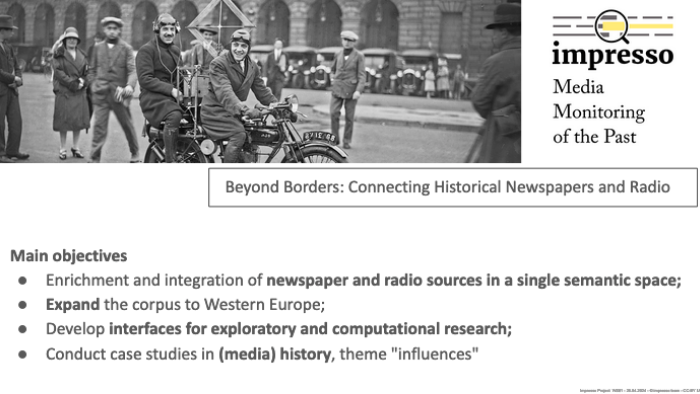 impresso
Media
Monitoring
of the Past
Beyond Borders: Connecting Historical Newspapers and Radio
Main objectives
● Enrichment and integration of newspaper and radio sources in a single semantic space;
● Expand the corpus to Western Europe;
● Develop interfaces for exploratory and computational research;
● Conduct case studies in (media) history, theme "influences"
Impresso Project